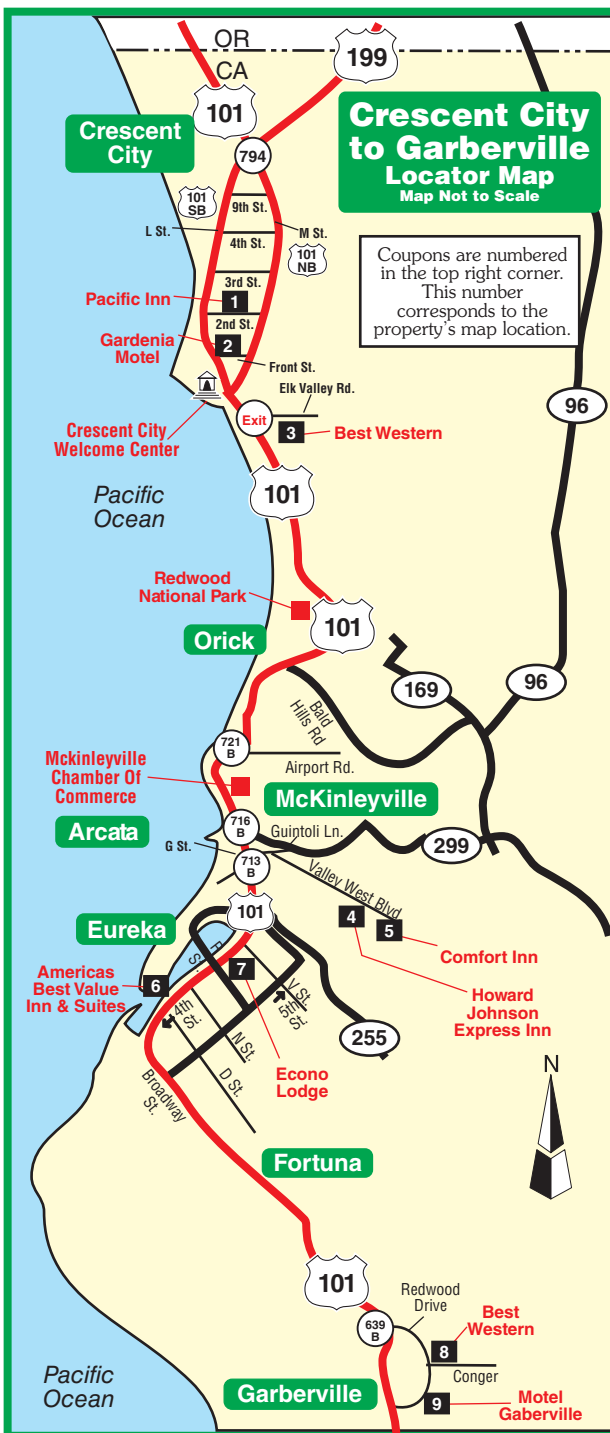 OR
CA
199
101
Crescent
City
Crescent City
to Garberville
Locator Map
Map Not to Scale
794
101
SB
9th St.
L St.
M St.
4th St.
101
NB
Coupons are numbered
in the top right corner.
This number
corresponds to the
property's map location.
3rd St.
Pacific Inn
1
2nd St.
Gardenia
Motel
2
Front St.
Elk Valley Rd.
96
Exit
3
Best Western
Crescent City
Welcome Center
101
Pacific
Ocean
Redwood
National Park
101
Orick
169
96
Bald
Hills Rd
721
B
Airport Rd.
Mckinleyville
Chamber Of
Commerce
McKinleyville
Arcata
716
B
Guintoli Ln.
299
G St.
713
B
Valley West Blvd
101
4
5
Eureka
Comfort Inn
Americas
Best Value
Inn & Suites
6
St.
7
Howard
Johnson
Express Inn
V St.
5th St.
4th
St.
255
N St.
Econo
Lodge
D St.
Broadway
St.
N
Fortuna
101
Redwood
Drive
639
B
Best
Western
8
Conger
Pacific
Ocean
Garberville
9
Motel
Gaberville